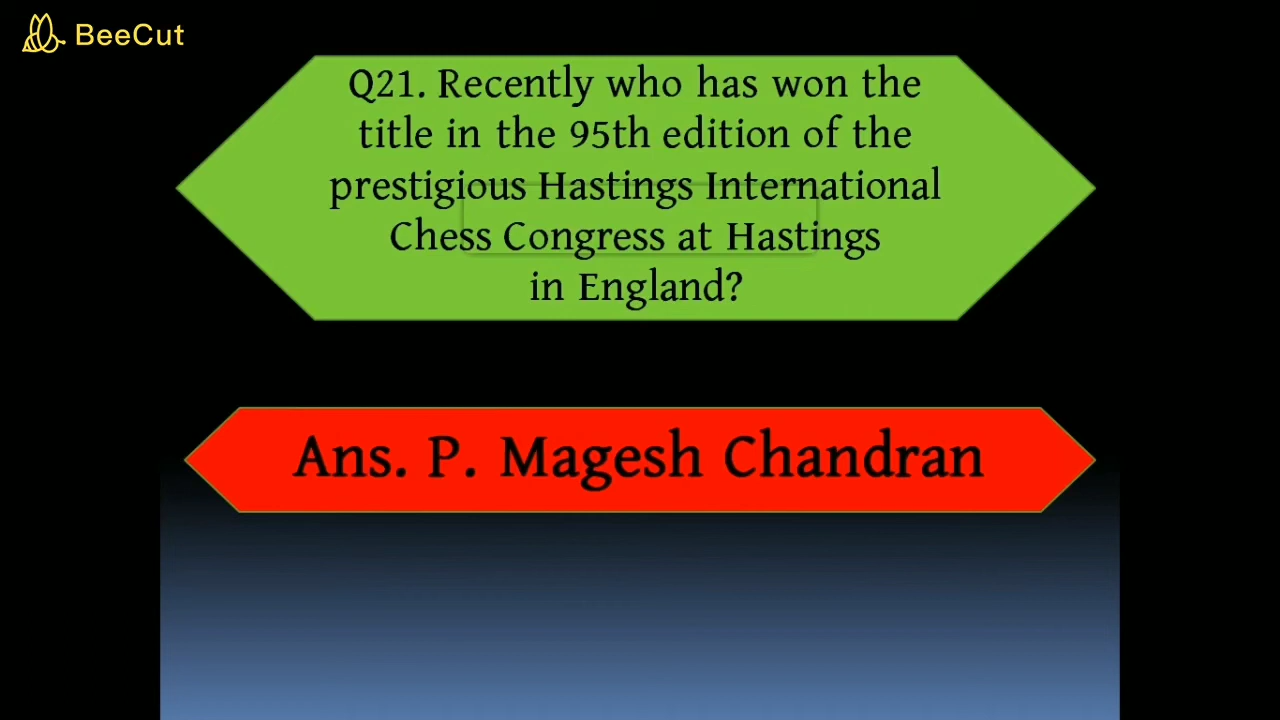 BeeCut
Q21. Recently who has won the
title in the 95th edition of the
prestigious Hastings International
Chess Congress at Hastings
in England?
Ans. P. Magesh Chandran